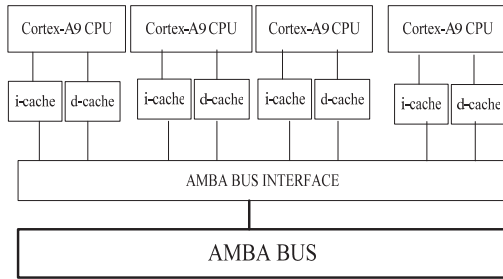 Cortex-A9 CPU Cortex-A9 CPU Cortex-A9 CPU Cortex-A9 CPU
i-cache d-cache i-cache d-cache i-cache d-cache i-cache d-cache
AMBA BUS INTERFACE
AMBA BUS